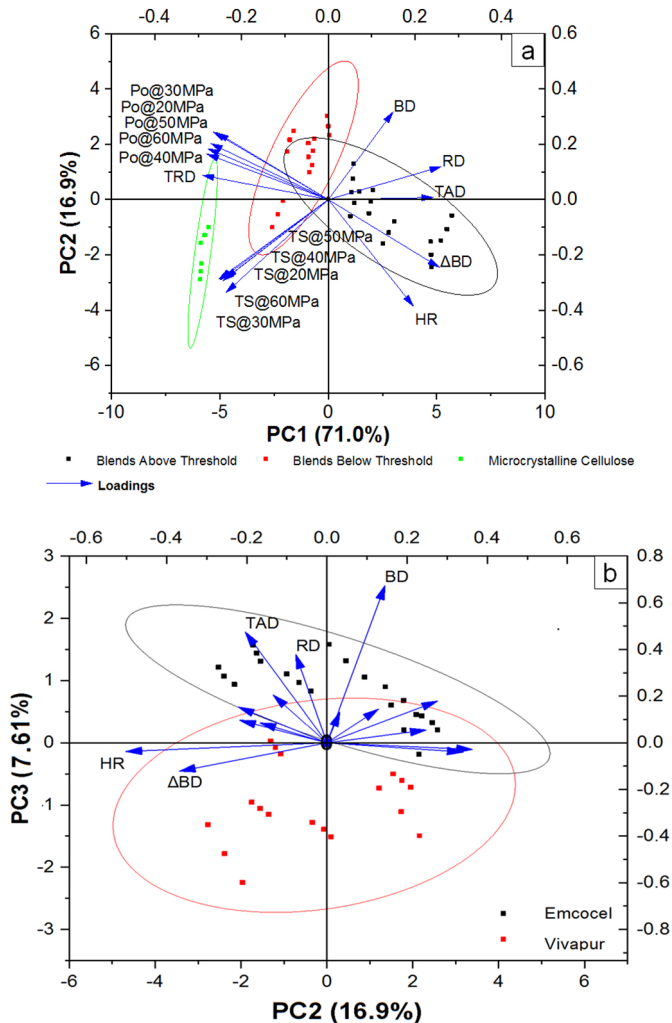 -0.4 -0.2 0.0 0.2 0.4
a
6 4 2 0 -2 -4 -6
0.6 0.4 0.2 0.0 -0.2 -0.4 -0.6
PC2 (16.9%)
Po@30MPa
Po@20MPa
Po@50MPa
Po@60MPa
Po@40MPa
TRD
BD
RD
TAD
TS@50MPa
TS@40MPa
TS@20MPa
TS@60MPa
TS@30MPa
ΔBD
HR
-10 -5 0 5 10
PC1 (71.0%)
Blends Above Threshold Blends Below Threshold Microcrystalline Cellulose
Loadings
-0.6 -0.4 -0.2 0.0 0.2 0.4 0.6
b
3 2 1 0 -1 -2 -3
0.8 0.6 0.4 0.2 0.0 -0.2 -0.4 -0.6 -0.8
PC3 (7.61%)
BD
TAD
RD
HR
ΔBD
Emcocel
Vivapur
-6 -4 -2 0 2 4 6
PC2 (16.9%)